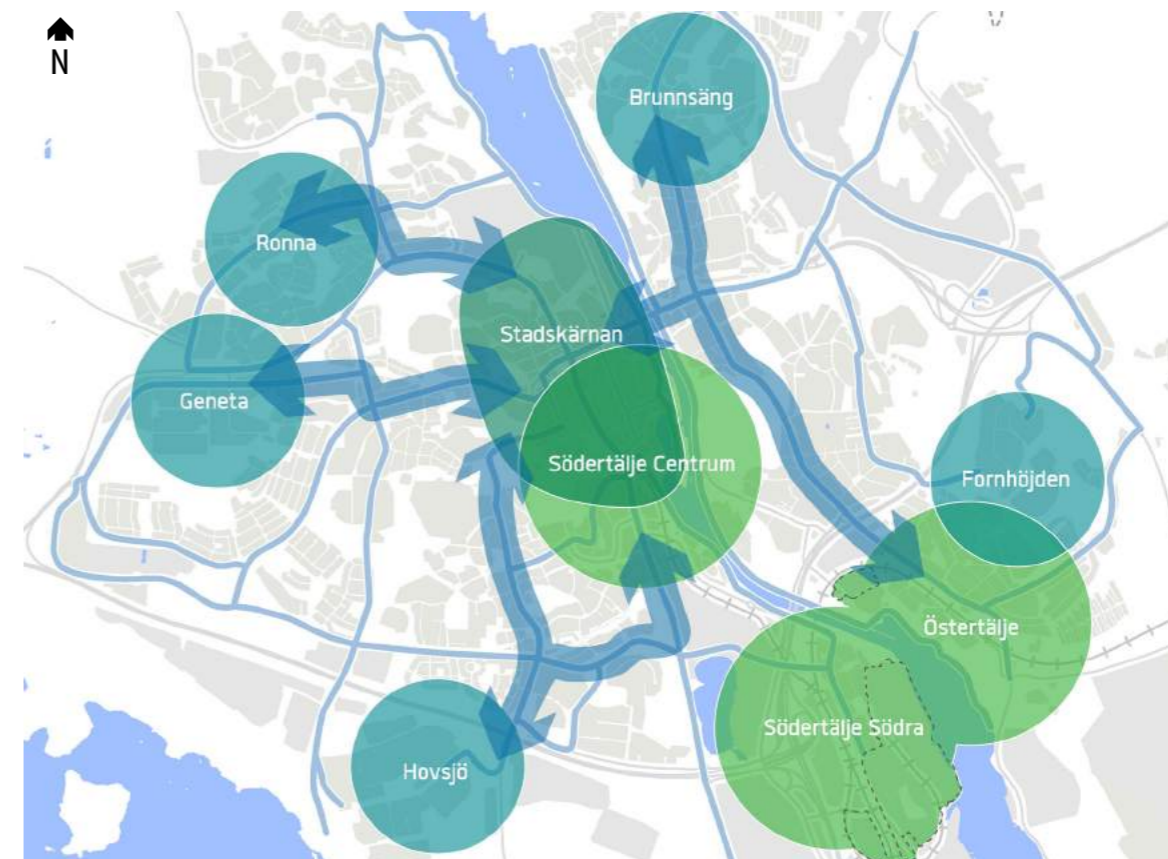 N
Brunnsäng
Ronna
Stadskärnan
Geneta
Södertälje Centrum
Fornhöjden
Östertälje
Södertälje Södra
Hovsjö